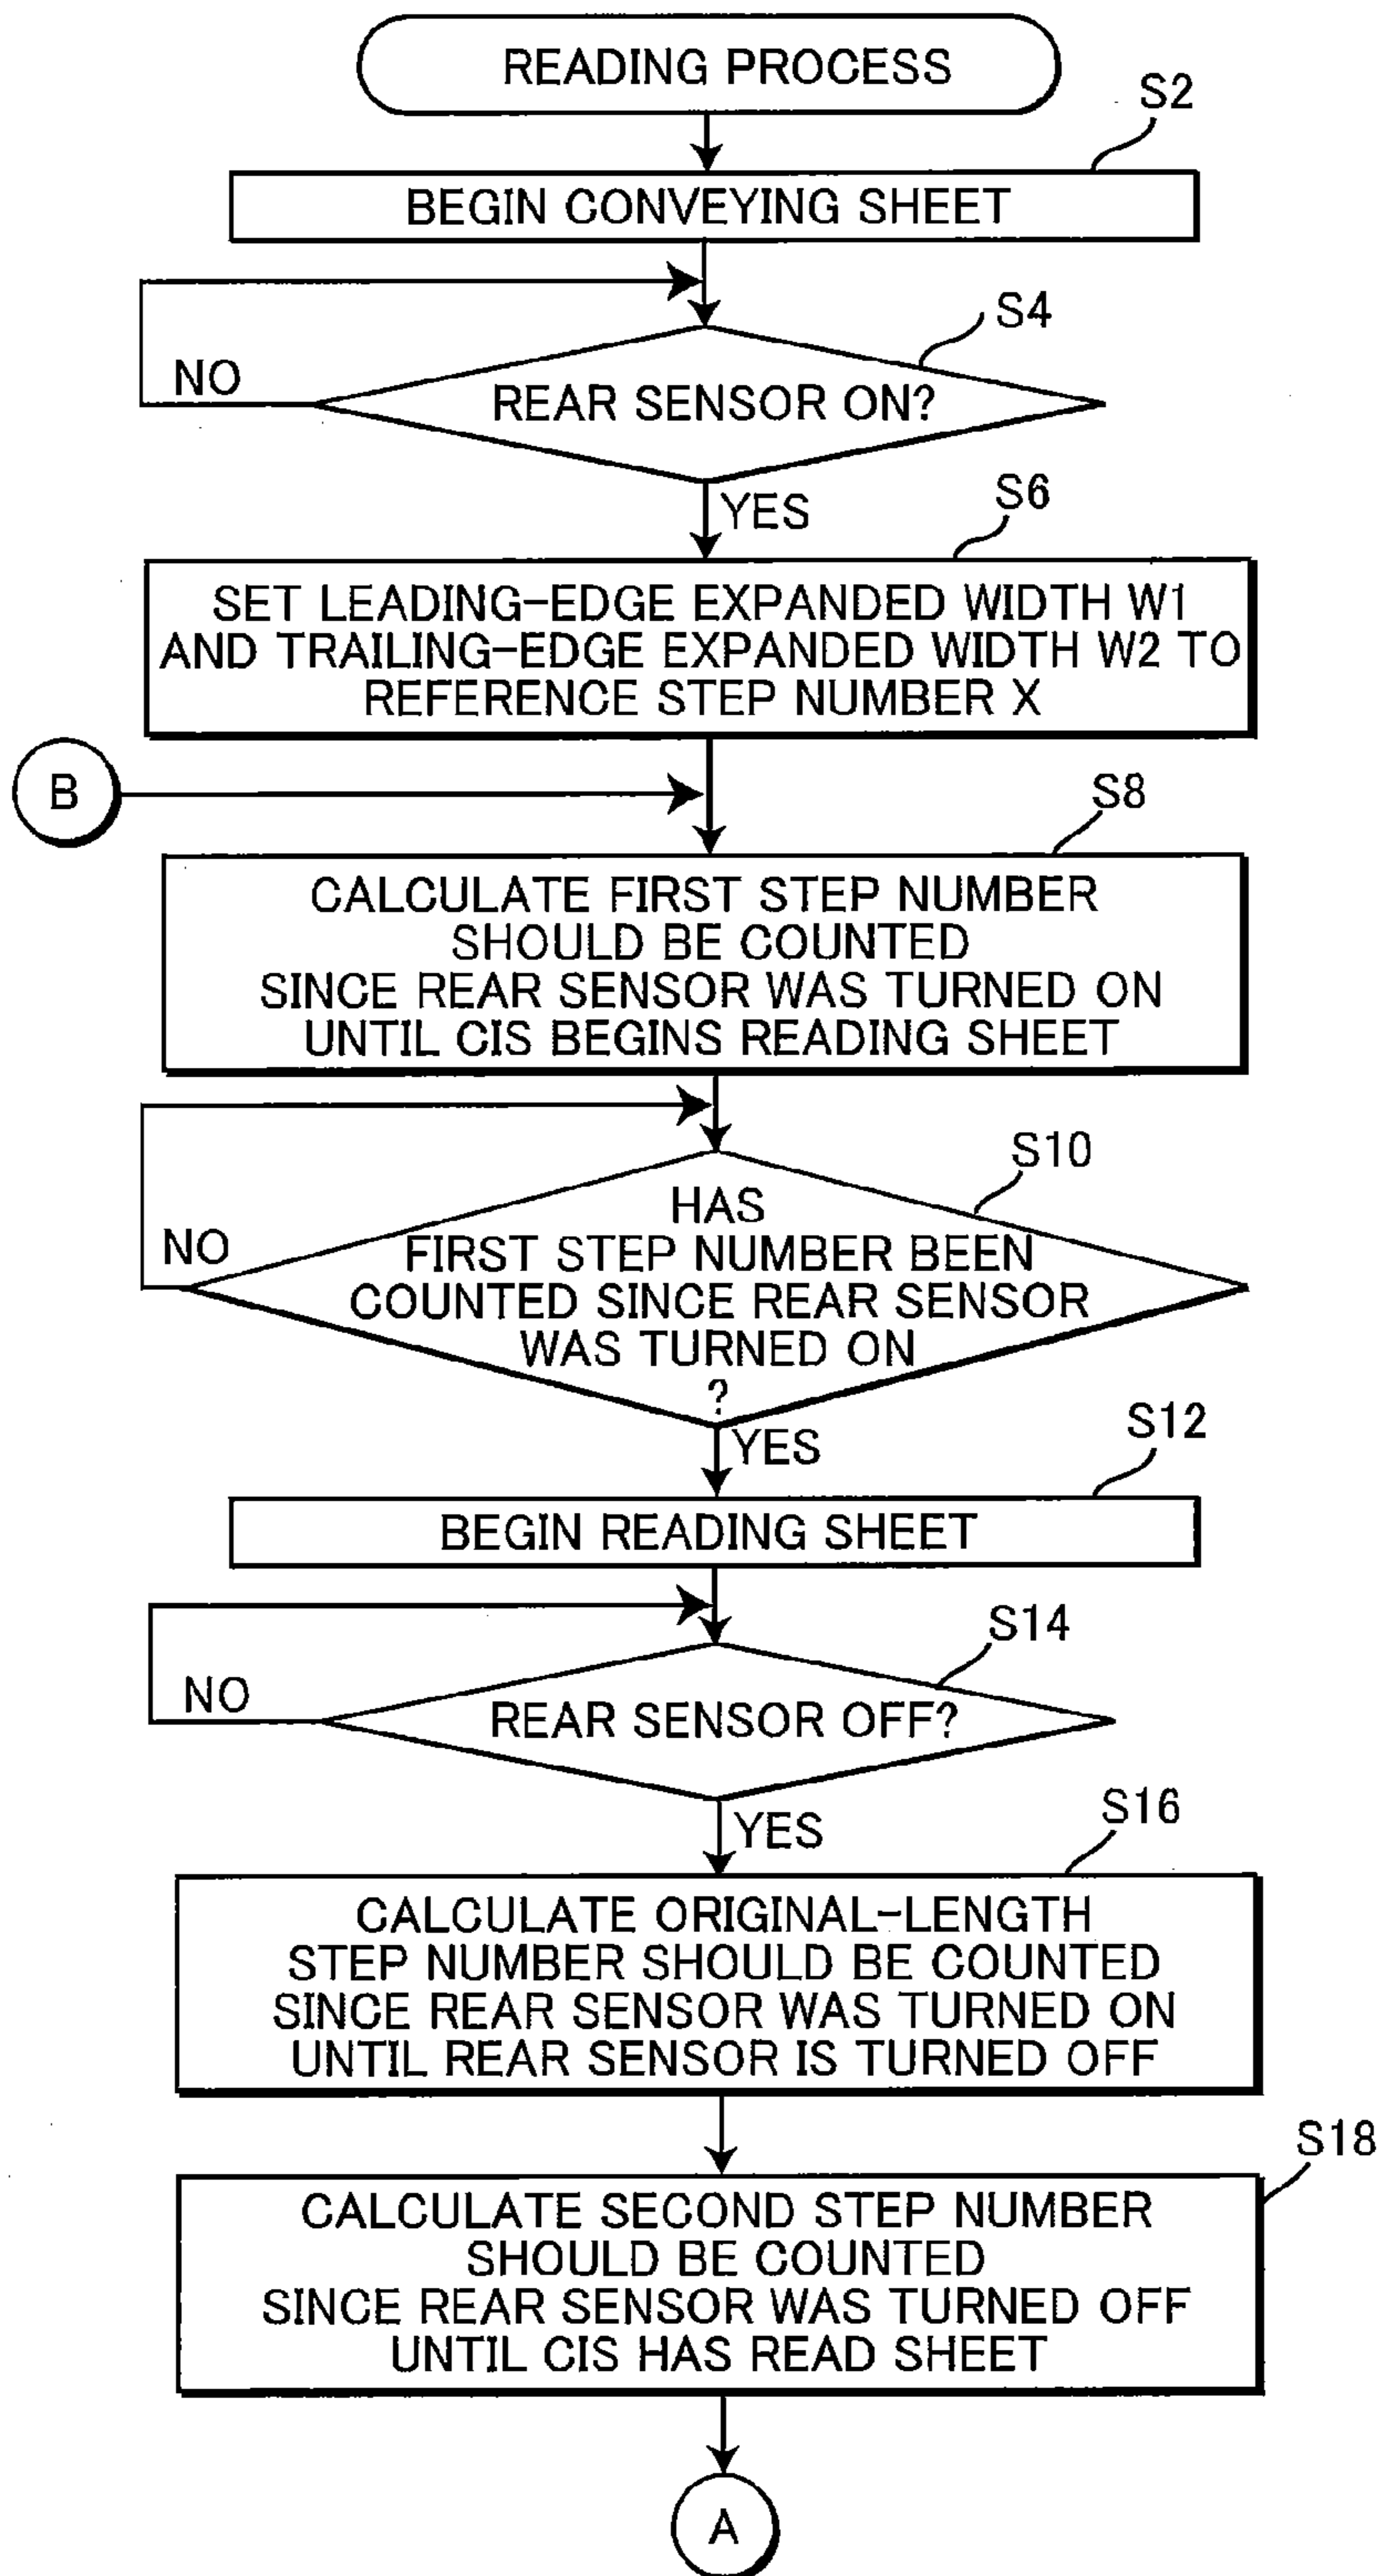 READING PROCESS
S2
BEGIN CONVEYING SHEET
S4
NO
REAR SENSOR ON?
YES
S6
SET LEADING-EDGE EXPANDED WIDTH W1
AND TRAILING-EDGE EXPANDED WIDTH W2 TO
REFERENCE STEP NUMBER X
B
S8
CALCULATE FIRST STEP NUMBER
SHOULD BE COUNTED
SINCE REAR SENSOR WAS TURNED ON
UNTIL CIS BEGINS READING SHEET
S10
HAS
NO
FIRST STEP NUMBER BEEN
COUNTED SINCE REAR SENSOR
WAS TURNED ON
?
YES
S12
BEGIN READING SHEET
S14
NO
REAR SENSOR OFF?
YES
S16
CALCULATE ORIGINAL-LENGTH
STEP NUMBER SHOULD BE COUNTED
SINCE REAR SENSOR WAS TURNED ON
UNTIL REAR SENSOR IS TURNED OFF
S18
CALCULATE SECOND STEP NUMBER
SHOULD BE COUNTED
SINCE REAR SENSOR WAS TURNED OFF
UNTIL CIS HAS READ SHEET
A